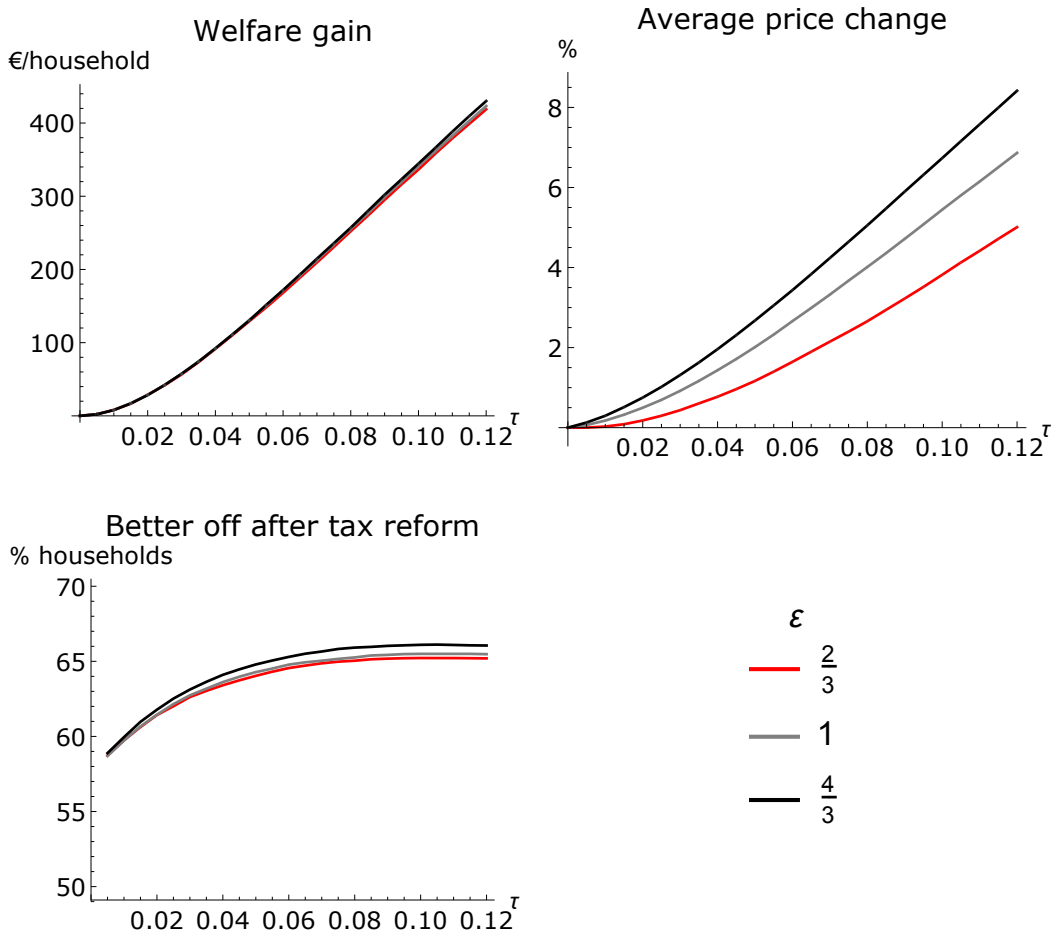 Welfare gain
€/household
400
300
200
100
0.02 0.04 0.06 0.08 0.10 0.12 τ
Average price change
%
8
6
4
2
0.02 0.04 0.06 0.08 0.10 0.12 τ
Better off after tax reform
% households
70
65
60
55
50
0.02 0.04 0.06 0.08 0.10 0.12 τ
ε
2/3
1
4/3